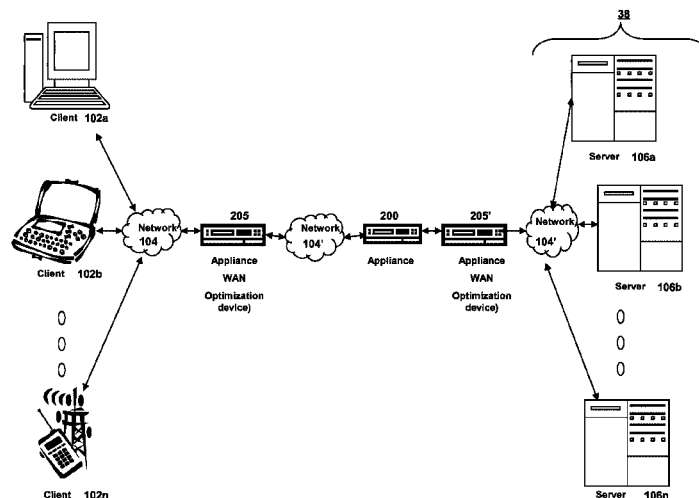 38
Client 102a
Server 106a
205
200
205'
Network
104
Network
104'
Network
104'
Client 102b
Appliance
WAN
Optimization
device)
Appliance
Appliance
WAN
Optimization
device)
Server 106b
Client 102n
Server 106n